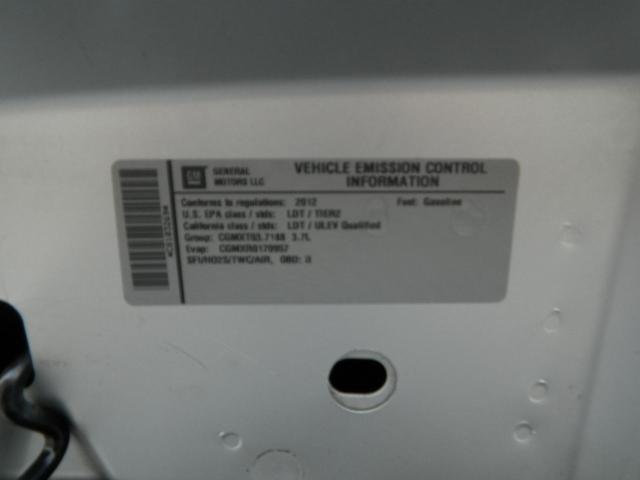 GM GENERAL MOTORS LLC
VEHICLE EMISSION CONTROL INFORMATION
Conforms to regulations: 2012 Fuel: Gasoline
U.S. EPA class / stds: LDT / TIER2
California class / stds: LDT / ULEV Qualified
Group: CGMXT03.7188 3.7L
Evap: CGMXR0170957
SFI/HO2S/TWC/AIR, OBD: II